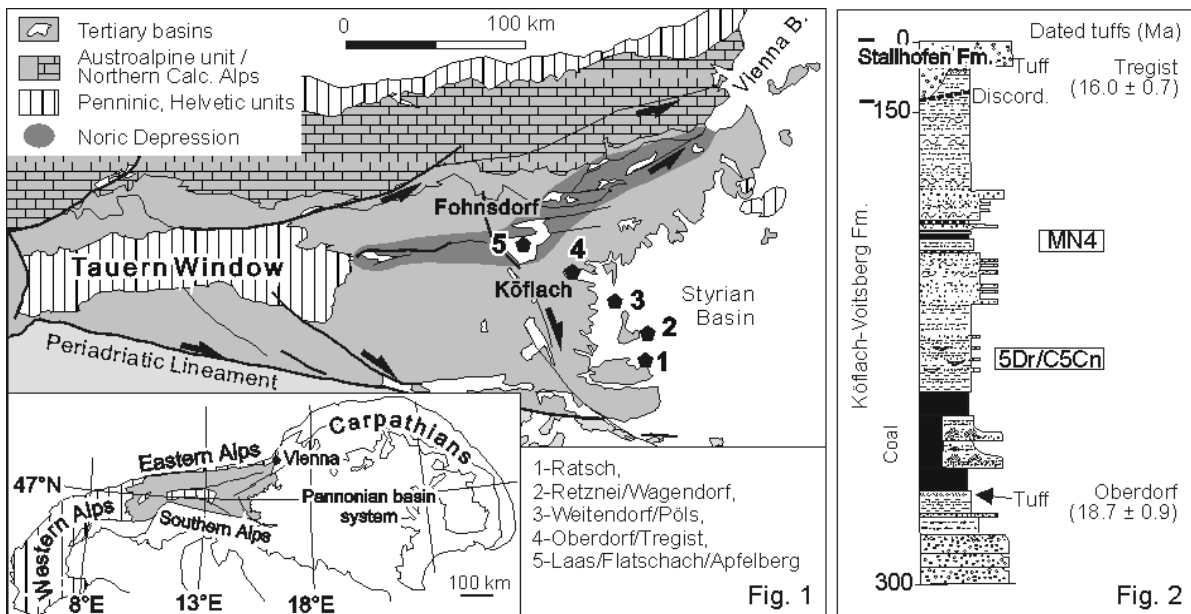 Tertiary basins
Austroalpine unit /
Northern Calc. Alps
Penninic, Helvetic units
Noric Depression
0 100 km
Vienna B.
Fohnsdorf
5
4
Tauern Window
Köflach
3
Styrian
Basin
2
1
Periadriatic Lineament
Carpathians
Eastern Alps
Vienna
47°N
Pannonian basin
system
Western Alps
Southern Alps
100 km
8°E 13°E 18°E
1-Ratsch,
2-Retznei/Wagendorf,
3-Weitendorf/Pöls,
4-Oberdorf/Tregist,
5-Laas/Flatschach/Apfelberg
Fig. 1
0 Dated tuffs (Ma)
Stallhofen Fm.
Tuff Tregist
Discord. (16.0 ± 0.7)
150
Köflach-Voitsberg Fm.
MN4
5Dr/C5Cn
Coal
Tuff Oberdorf
(18.7 ± 0.9)
300
Fig. 2